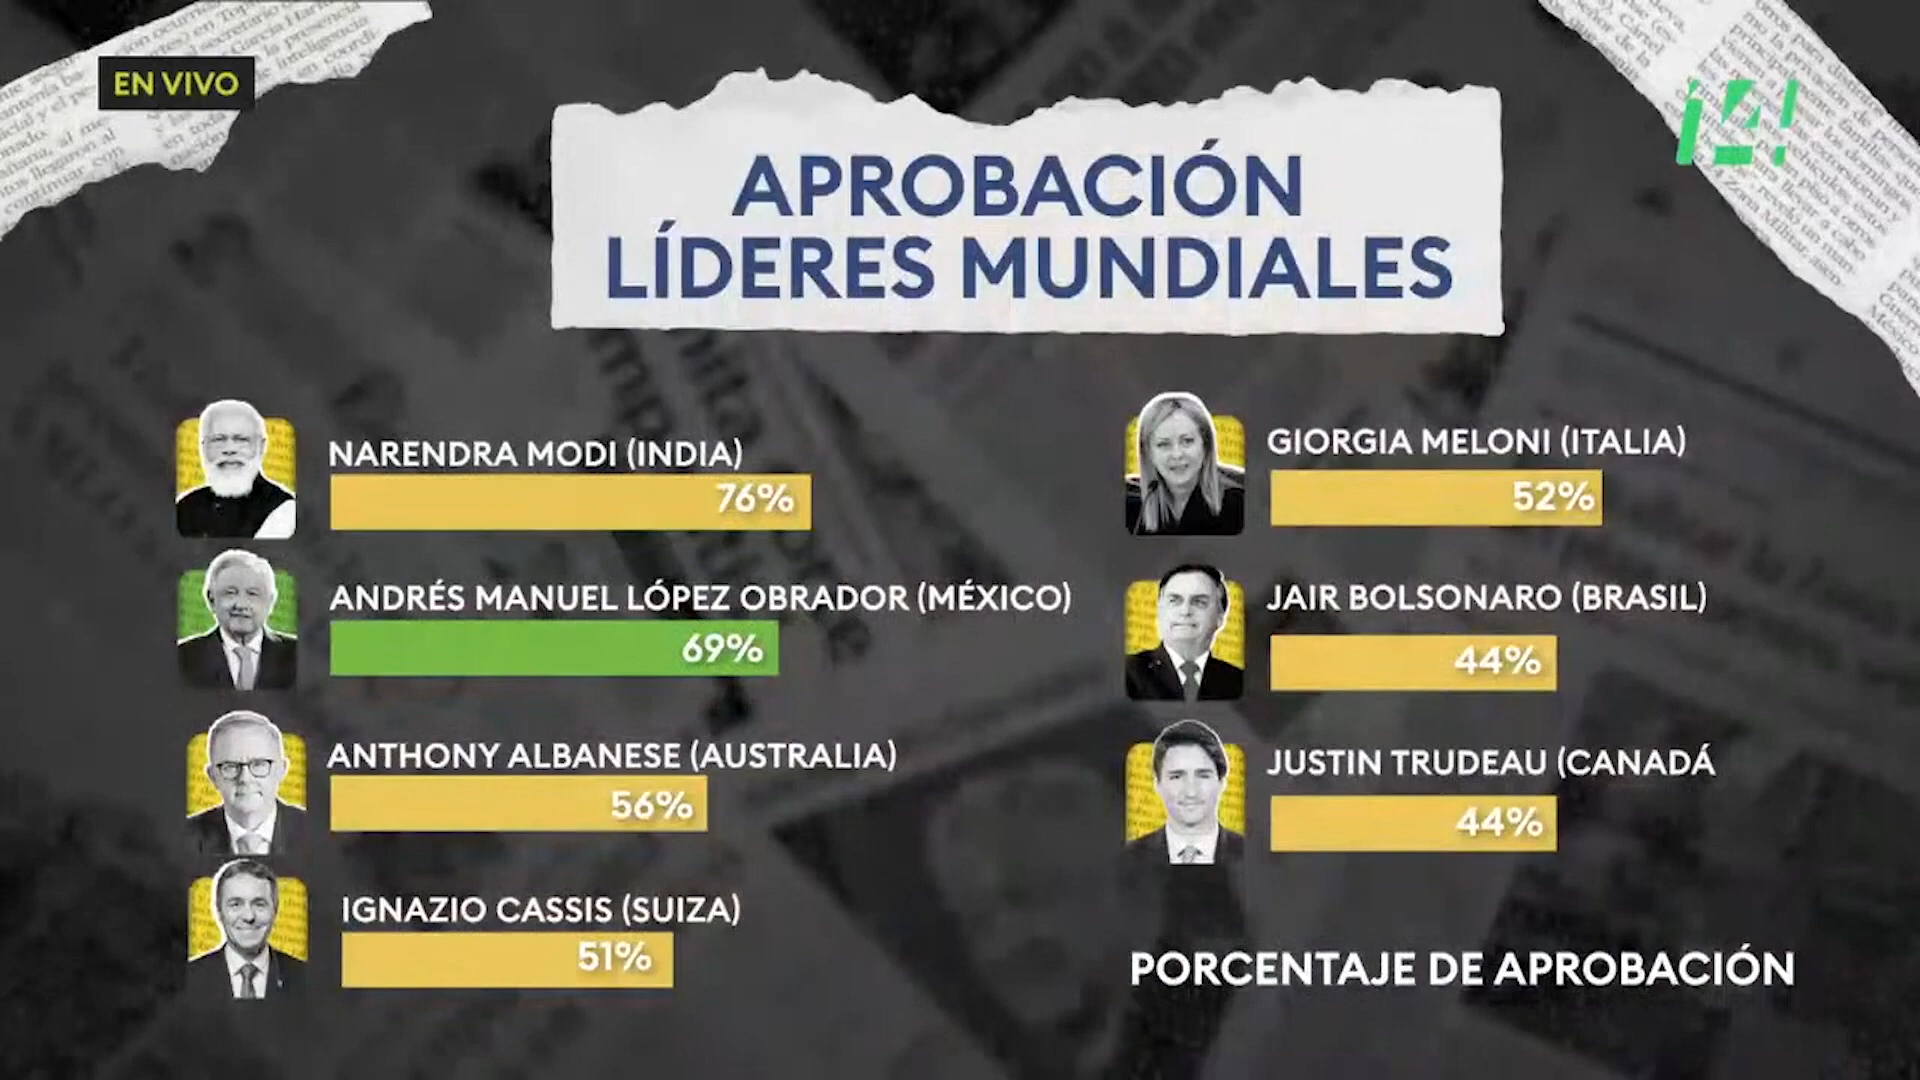 EN VIVO
¡4!
APROBACIÓN
LÍDERES MUNDIALES
NARENDRA MODI (INDIA)
76%
ANDRÉS MANUEL LÓPEZ OBRADOR (MÉXICO)
69%
ANTHONY ALBANESE (AUSTRALIA)
56%
IGNAZIO CASSIS (SUIZA)
51%
GIORGIA MELONI (ITALIA)
52%
JAIR BOLSONARO (BRASIL)
44%
JUSTIN TRUDEAU (CANADÁ
44%
PORCENTAJE DE APROBACIÓN